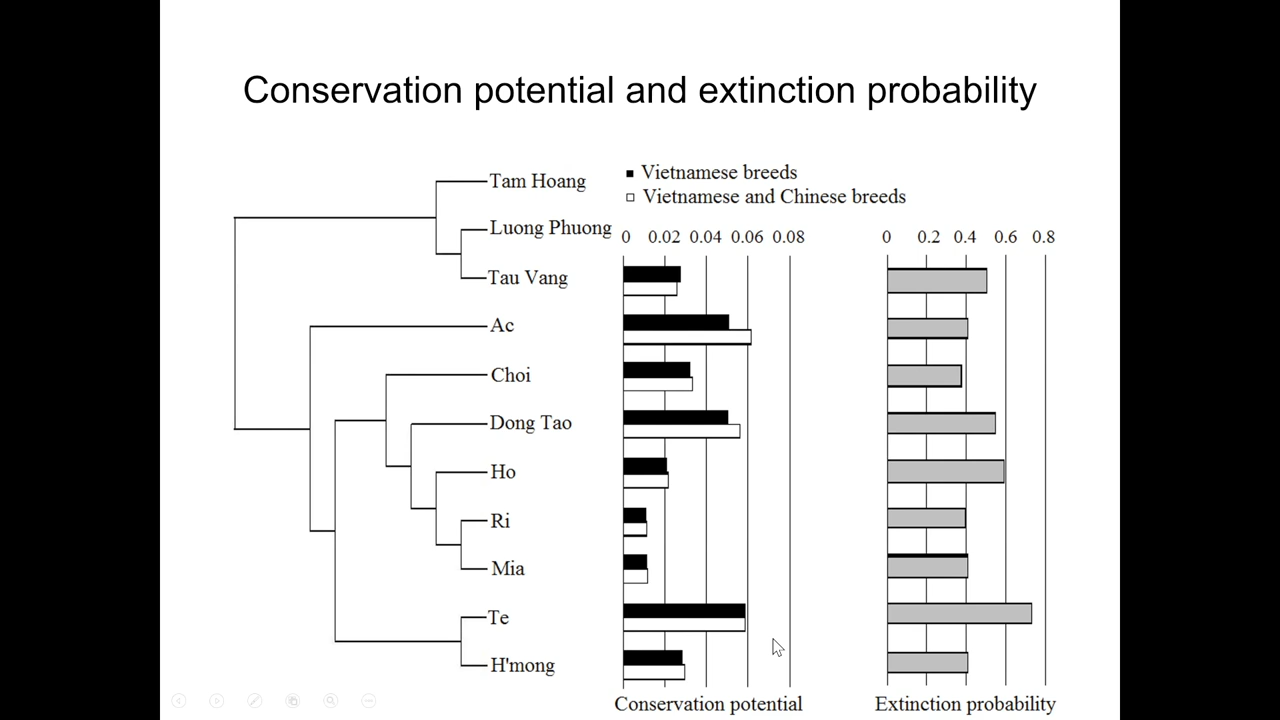 Conservation potential and extinction probability
Tam Hoang
Vietnamese breeds
Vietnamese and Chinese breeds
Luong Phuong
0 0.02 0.04 0.06 0.08
0 0.2 0.4 0.6 0.8
Tau Vang
Ac
Choi
Dong Tao
Ho
Ri
Mia
Te
H'mong
Conservation potential
Extinction probability